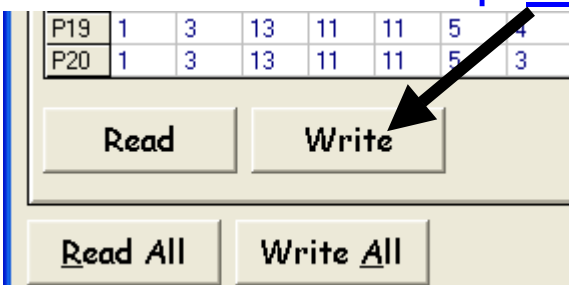 P19 1 3 13 11 11 5 4
P20 1 3 13 11 11 5 3
Read Write
Read All Write All